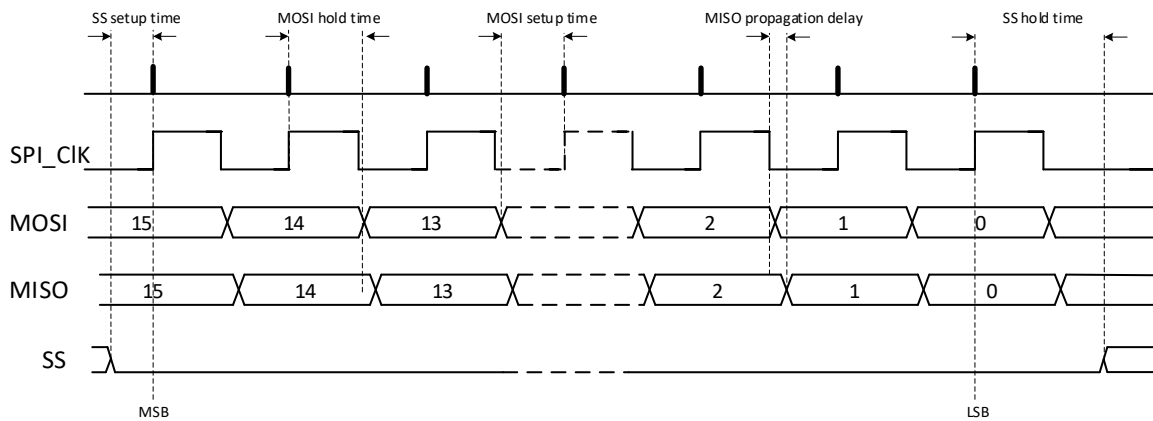 SS setup time MOSI hold time MOSI setup time MISO propagation delay SS hold time
SPI_ClK
MOSI 15 14 13 2 1 0
MISO 15 14 13 2 1 0
SS
MSB LSB